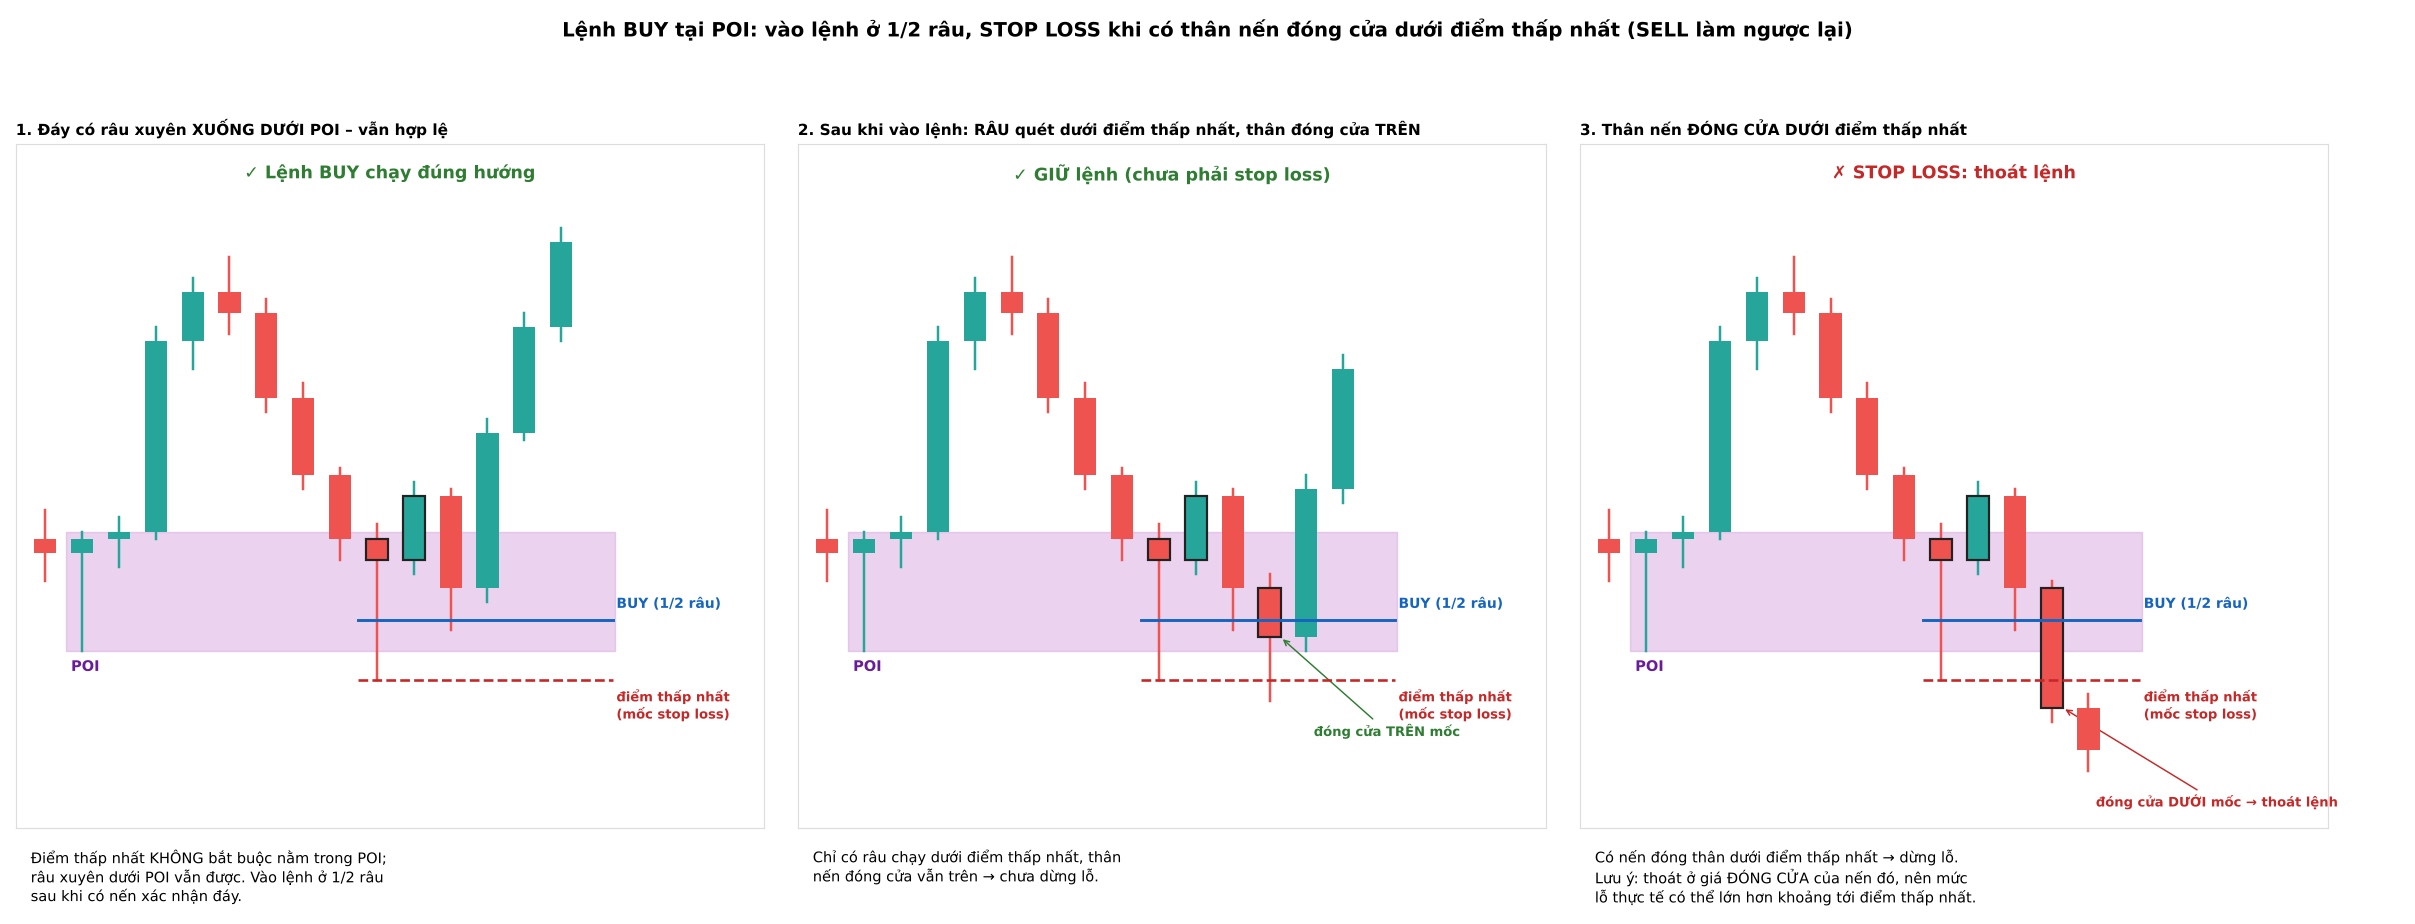 Lệnh BUY tại POI: vào lệnh ở 1/2 râu, STOP LOSS khi có thân nến đóng cửa dưới điểm thấp nhất (SELL làm ngược lại)
1. Đáy có râu xuyên XUỐNG DƯỚI POI – vẫn hợp lệ
✓ Lệnh BUY chạy đúng hướng
BUY (1/2 râu)
POI
điểm thấp nhất
(mốc stop loss)
Điểm thấp nhất KHÔNG bắt buộc nằm trong POI;
râu xuyên dưới POI vẫn được. Vào lệnh ở 1/2 râu
sau khi có nến xác nhận đáy.
2. Sau khi vào lệnh: RÂU quét dưới điểm thấp nhất, thân đóng cửa TRÊN
✓ GIỮ lệnh (chưa phải stop loss)
BUY (1/2 râu)
POI
điểm thấp nhất
(mốc stop loss)
đóng cửa TRÊN mốc
Chỉ có râu chạy dưới điểm thấp nhất, thân
nến đóng cửa vẫn trên → chưa dừng lỗ.
3. Thân nến ĐÓNG CỬA DƯỚI điểm thấp nhất
✗ STOP LOSS: thoát lệnh
BUY (1/2 râu)
POI
điểm thấp nhất
(mốc stop loss)
đóng cửa DƯỚI mốc → thoát lệnh
Có nến đóng thân dưới điểm thấp nhất → dừng lỗ.
Lưu ý: thoát ở giá ĐÓNG CỬA của nến đó, nên mức
lỗ thực tế có thể lớn hơn khoảng tới điểm thấp nhất.